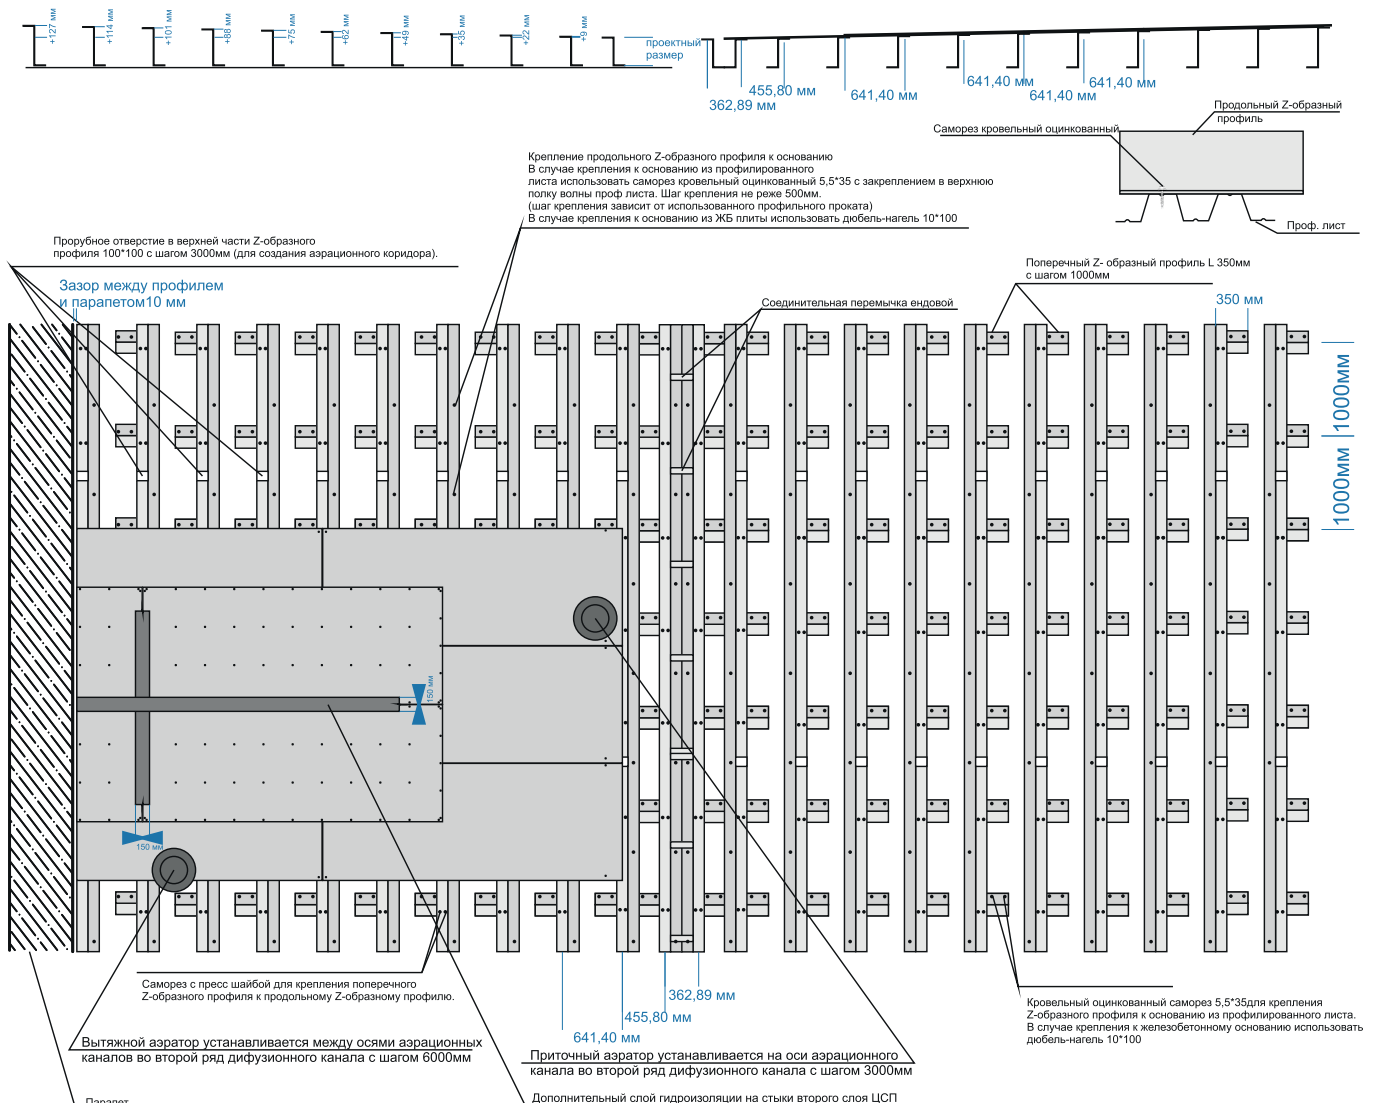 +127 мм
+114 мм
+101 мм
+88 мм
+75 мм
+62 мм
+49 мм
+35 мм
+22 мм
+9 мм
проектный
размер
362,89 мм
455,80 мм
641,40 мм
641,40 мм
641,40 мм
641,40 мм
Продольный Z-образный
профиль
Саморез кровельный оцинкованный
Проф. лист
Крепление продольного Z-образного профиля к основанию
В случае крепления к основанию из профилированного
листа использовать саморез кровельный оцинкованный 5,5*35 с закреплением в верхнюю
полку волны проф листа. Шаг крепления не реже 500мм.
(шаг крепления зависит от использованного профильного проката)
В случае крепления к основанию из ЖБ плиты использовать дюбель-нагель 10*100
Прорубное отверстие в верхней части Z-образного
профиля 100*100 с шагом 3000мм (для создания аэрационного коридора).
Зазор между профилем
и парапетом10 мм
Соединительная перемычка ендовой
Поперечный Z- образный профиль L 350мм
с шагом 1000мм
350 мм
1000мм
1000мм
150 мм
150 мм
Саморез с пресс шайбой для крепления поперечного
Z-образного профиля к продольному Z-образному профилю.
362,89 мм
455,80 мм
641,40 мм
Кровельный оцинкованный саморез 5,5*35для крепления
Z-образного профиля к основанию из профилированного листа.
В случае крепления к железобетонному основанию использовать
дюбель-нагель 10*100
Вытяжной аэратор устанавливается между осями аэрационных
каналов во второй ряд дифузионного канала с шагом 6000мм
Приточный аэратор устанавливается на оси аэрационного
канала во второй ряд дифузионного канала с шагом 3000мм
Парапет
Дополнительный слой гидроизоляции на стыки второго слоя ЦСП